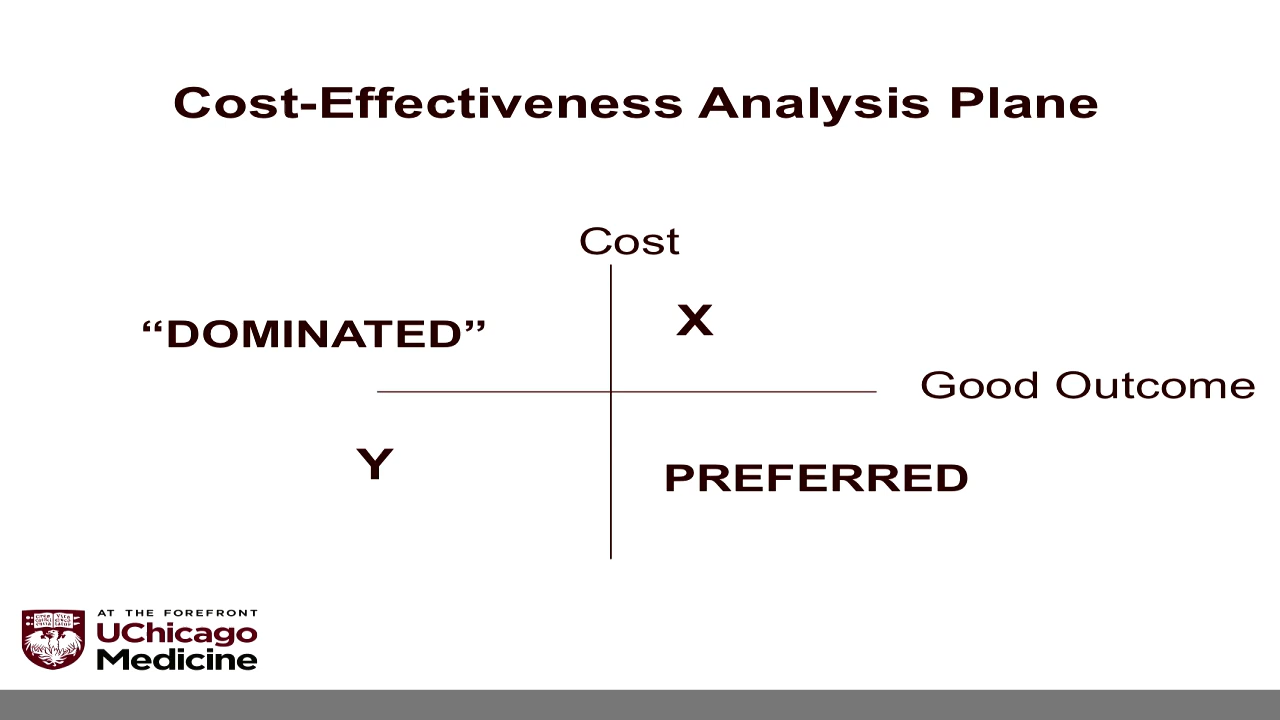 Cost-Effectiveness Analysis Plane
Cost
“DOMINATED”
X
Good Outcome
Y
PREFERRED
AT THE FOREFRONT
UChicago
Medicine